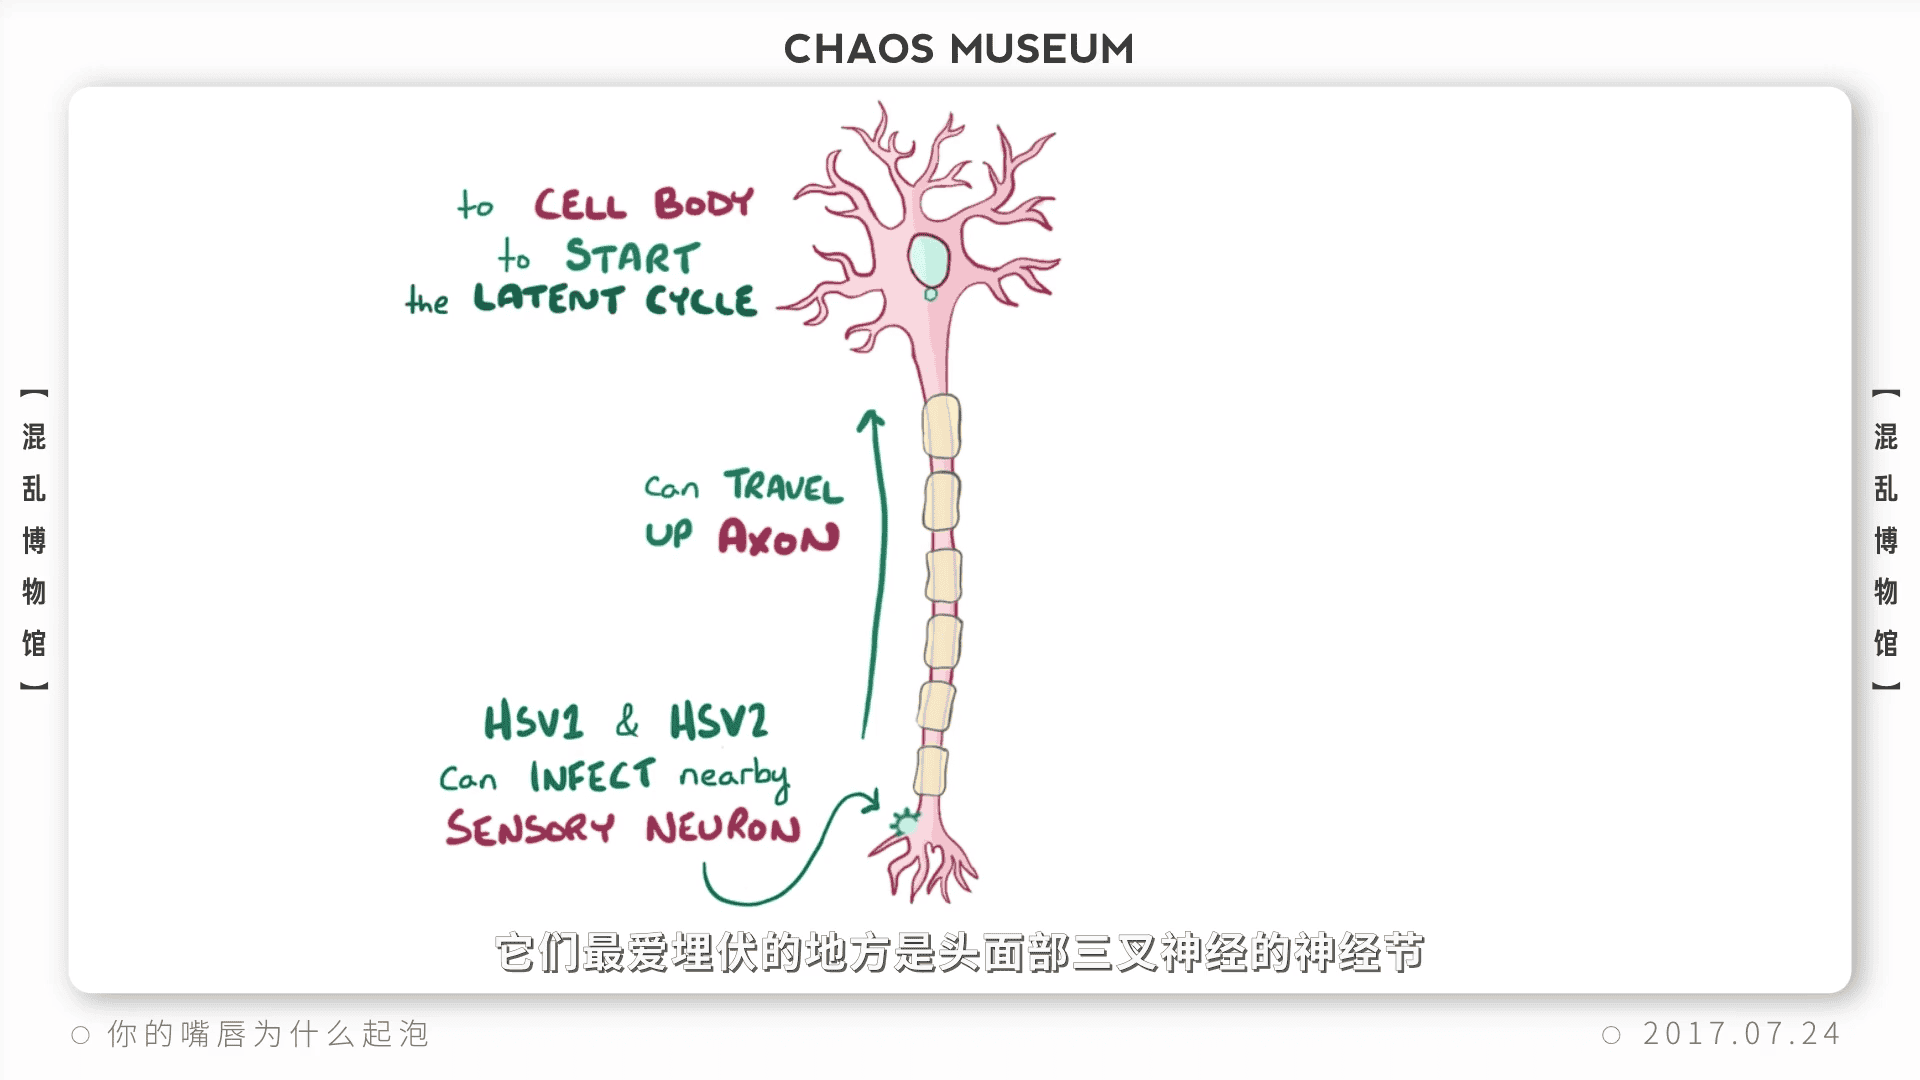 CHAOS MUSEUM
to CELL BODY
to START
the LATENT CYCLE
can TRAVEL
UP AXON
HSV1 & HSV2
can INFECT nearby
SENSORY NEURON
【混乱博物馆】
【混乱博物馆】
它们最爱埋伏的地方是头面部三叉神经的神经节
你的嘴唇为什么起泡
2017.07.24